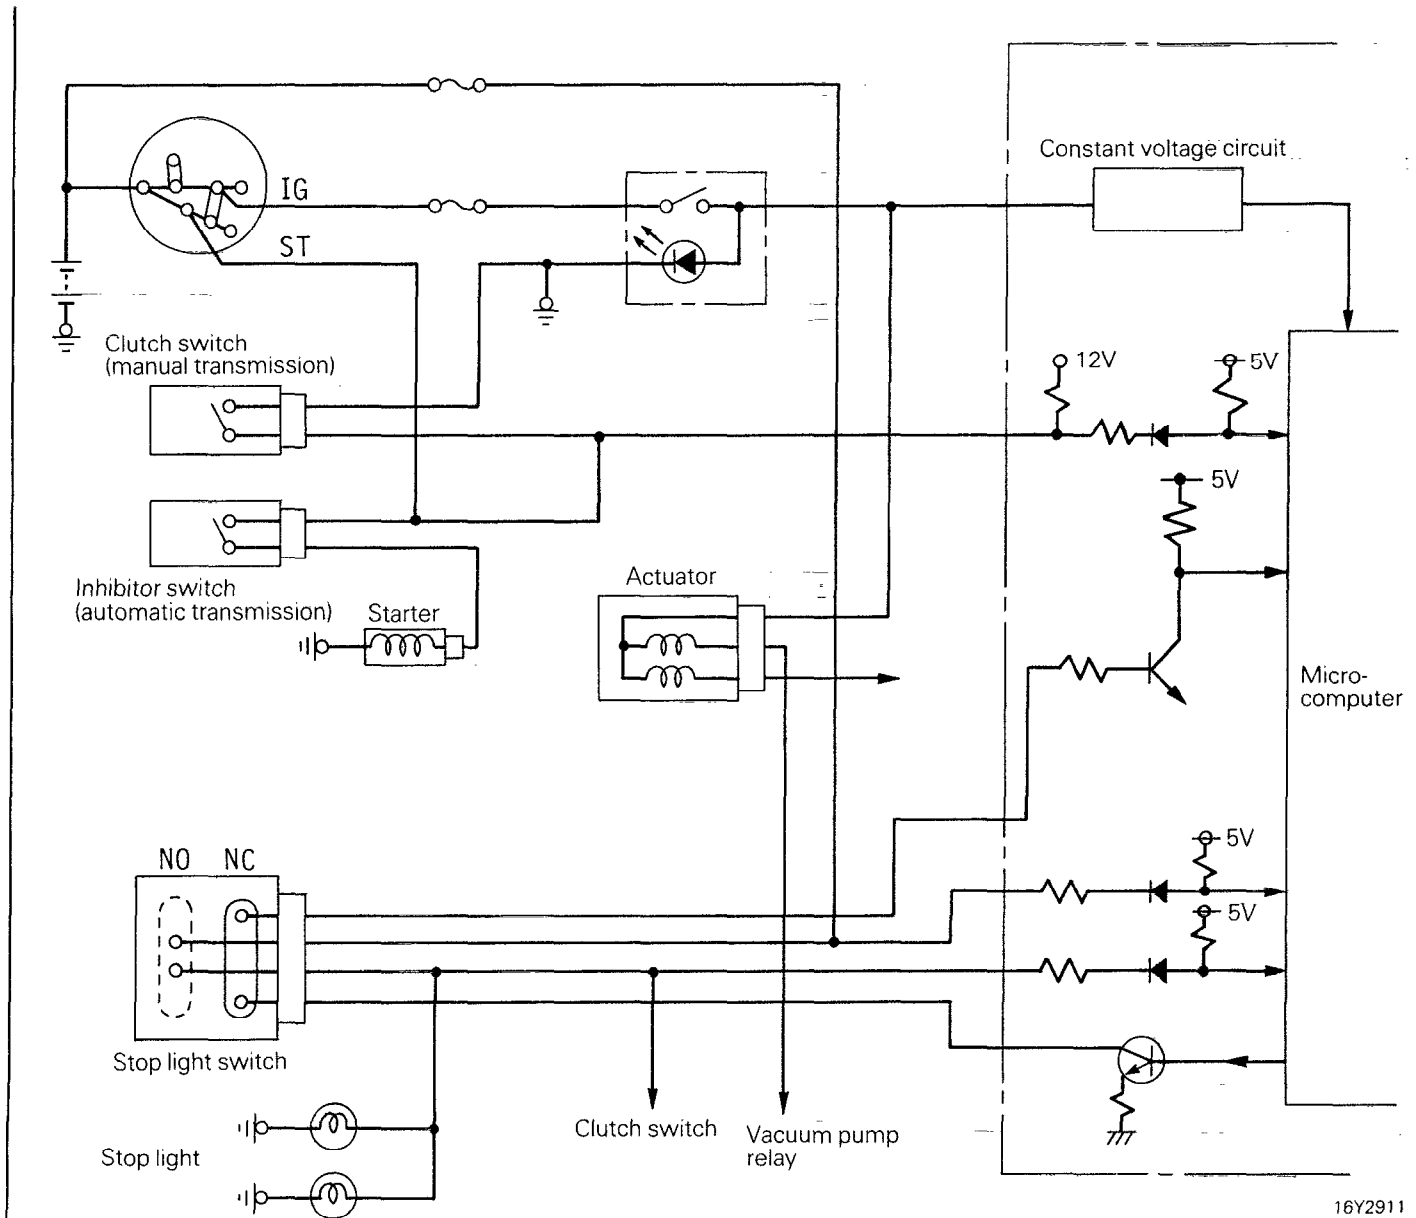 Constant voltage circuit
IG
ST
Clutch switch
(manual transmission)
12V
5V
5V
Inhibitor switch
(automatic transmission)
Starter
Actuator
Micro-
computer
NO
NC
5V
5V
Stop light switch
Clutch switch
Vacuum pump
relay
Stop light
16Y2911